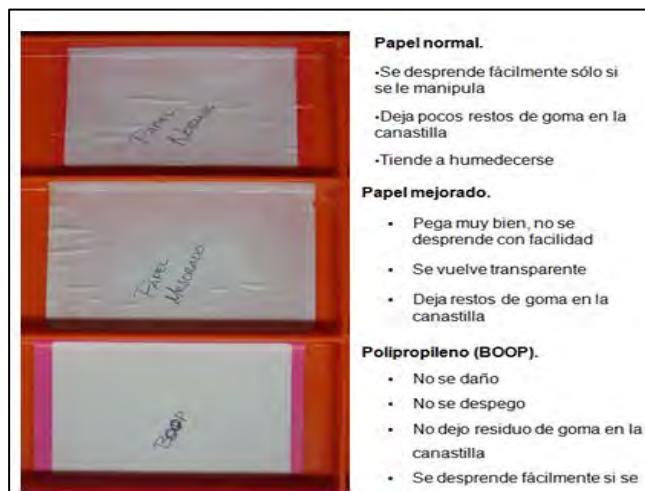 PAPEL
NORMAL
PAPEL
MEJORADO
BOOP
Papel normal.
•Se desprende fácilmente sólo si
se le manipula
•Deja pocos restos de goma en la
canastilla
•Tiende a humedecerse
Papel mejorado.
• Pega muy bien, no se
desprende con facilidad
• Se vuelve transparente
• Deja restos de goma en la
canastilla
Polipropileno (BOOP).
• No se daño
• No se despego
• No dejo residuo de goma en la
canastilla
• Se desprende fácilmente si se